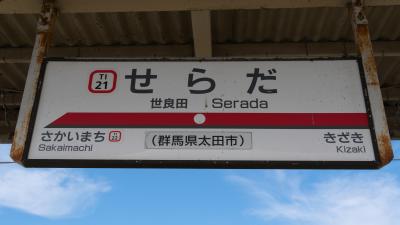 TI
21
せらだ
世良田 Serada
さかいまち TI 22
Sakaimachi
(群馬県太田市)
きざき
Kizaki